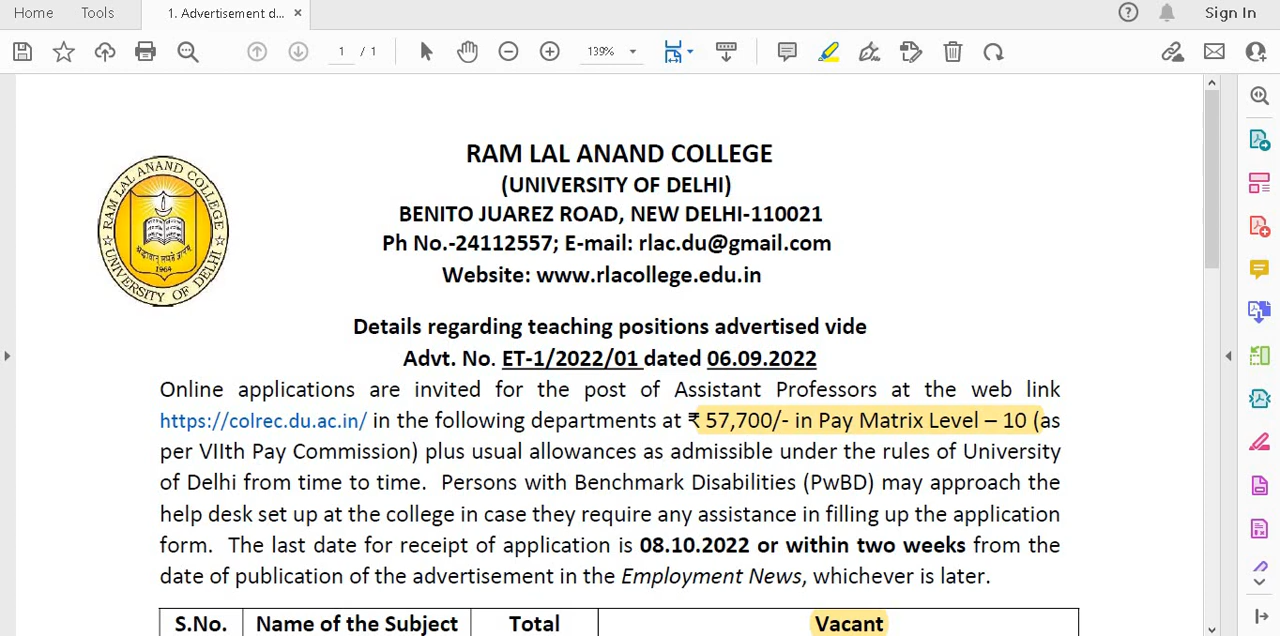 Home Tools 1. Advertisement d... × Sign In
1 / 1 139%
RAM LAL ANAND COLLEGE
(UNIVERSITY OF DELHI)
BENITO JUAREZ ROAD, NEW DELHI-110021
Ph No.-24112557; E-mail: rlac.du@gmail.com
Website: www.rlacollege.edu.in
RAM LAL ANAND COLLEGE
1964
UNIVERSITY OF DELHI
Details regarding teaching positions advertised vide
Advt. No. ET-1/2022/01 dated 06.09.2022
Online applications are invited for the post of Assistant Professors at the web link
https://colrec.du.ac.in/ in the following departments at ₹ 57,700/- in Pay Matrix Level – 10 (as
per VIIth Pay Commission) plus usual allowances as admissible under the rules of University
of Delhi from time to time. Persons with Benchmark Disabilities (PwBD) may approach the
help desk set up at the college in case they require any assistance in filling up the application
form. The last date for receipt of application is 08.10.2022 or within two weeks from the
date of publication of the advertisement in the Employment News, whichever is later.
S.No. Name of the Subject Total Vacant